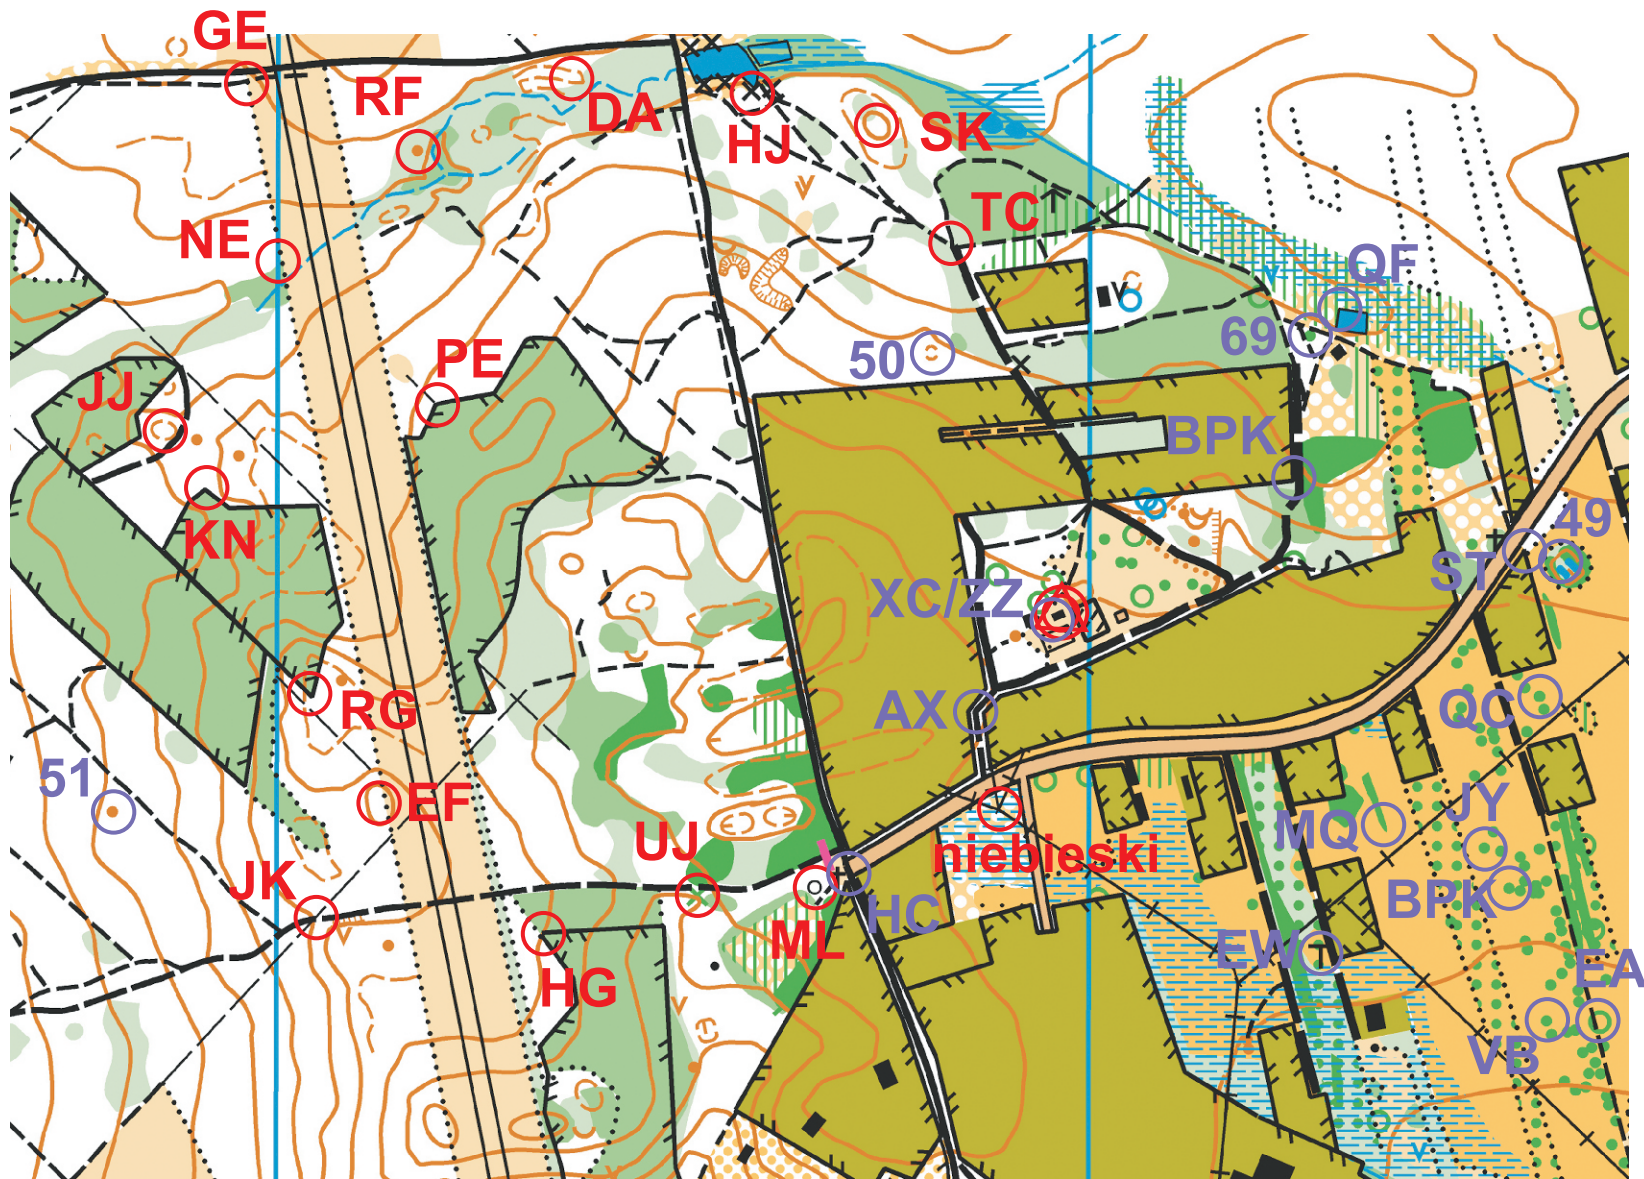 GE
RF
DA
HJ
SK
NE
TC
QF
50
69
PE
JJ
BPK
KN
49
ST
XC/ZZ
RG
AX
QC
51
EF
UJ
niebieski
MQ
JY
JK
ML
HC
BPK
HG
EW
EA
VB